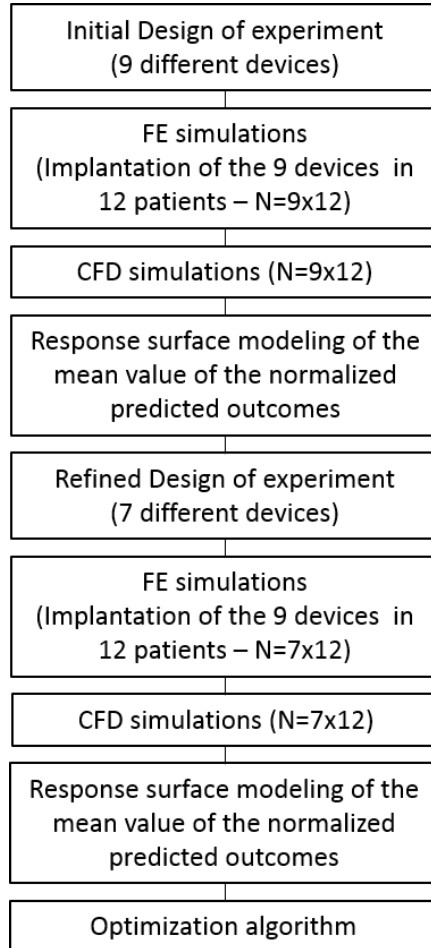 Initial Design of experiment
(9 different devices)
FE simulations
(Implantation of the 9 devices  in
12 patients – N=9x12)
CFD simulations (N=9x12)
Response surface modeling of the
mean value of the normalized
predicted outcomes
Refined Design of experiment
(7 different devices)
FE simulations
(Implantation of the 9 devices  in
12 patients – N=7x12)
CFD simulations (N=7x12)
Response surface modeling of the
mean value of the normalized
predicted outcomes
Optimization algorithm